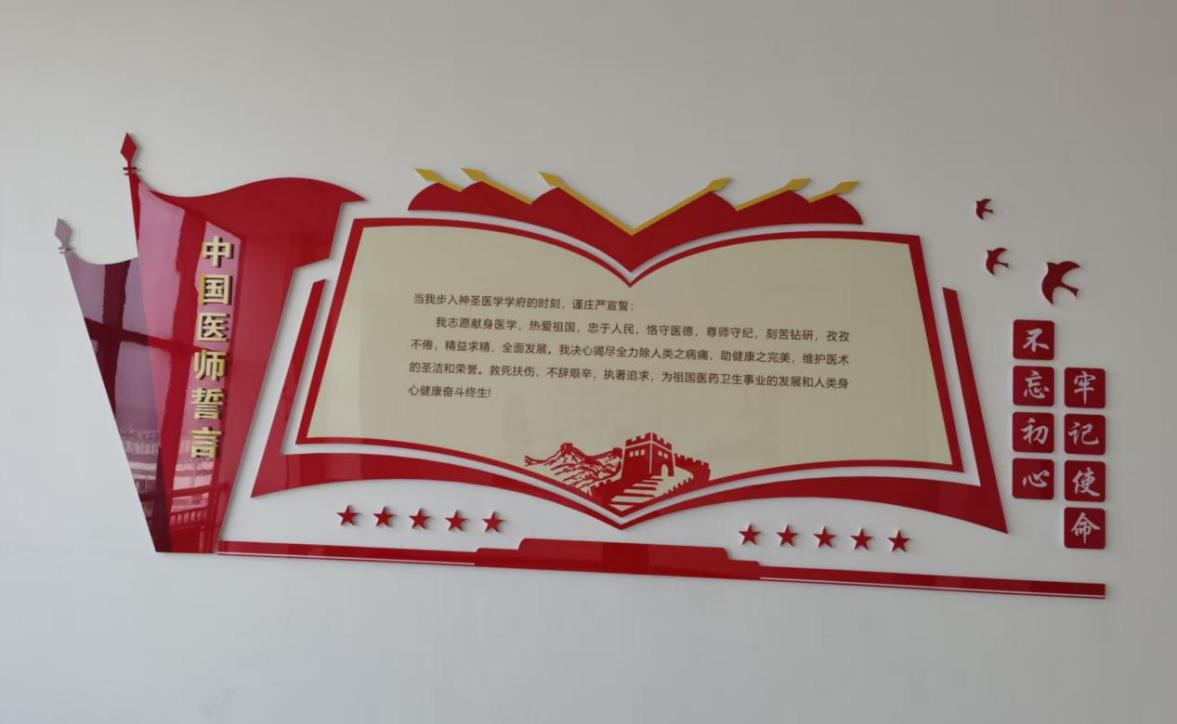 中国医师誓言
当我步入神圣医学学府的时刻，谨庄严宣誓：
我志愿献身医学，热爱祖国，忠于人民，恪守医德，尊师守纪，刻苦钻研，孜孜
不倦，精益求精，全面发展。我决心竭尽全力除人类之病痛，助健康之完美，维护医术
的圣洁和荣誉。救死扶伤，不辞艰辛，执著追求，为祖国医药卫生事业的发展和人类身
心健康奋斗终生!
不忘初心
牢记使命